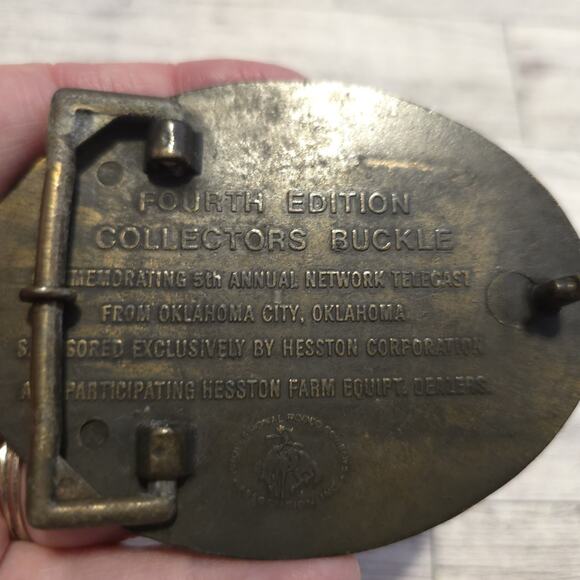 FOURTH EDITION
COLLECTORS BUCKLE
MEMORATING 5th ANNUAL NETWORK TELECAST
FROM OKLAHOMA CITY, OKLAHOMA
SORED EXCLUSIVELY BY HESSTON CORPORATION
PARTICIPATING HESSTON FARM EQUIPT. DEALERS